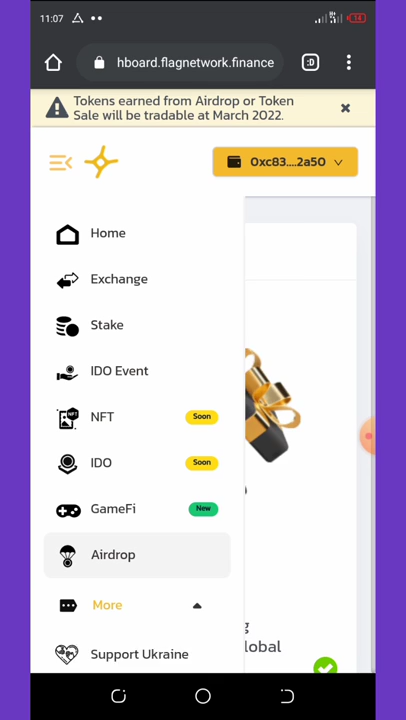 11:07
14
:D
hboard.flagnetwork.finance
Tokens earned from Airdrop or Token
Sale will be tradable at March 2022.
0xc83....2a50
Home
Exchange
Stake
IDO Event
NFT
Soon
IDO
Soon
GameFi
New
Airdrop
More
Support Ukraine
lobal